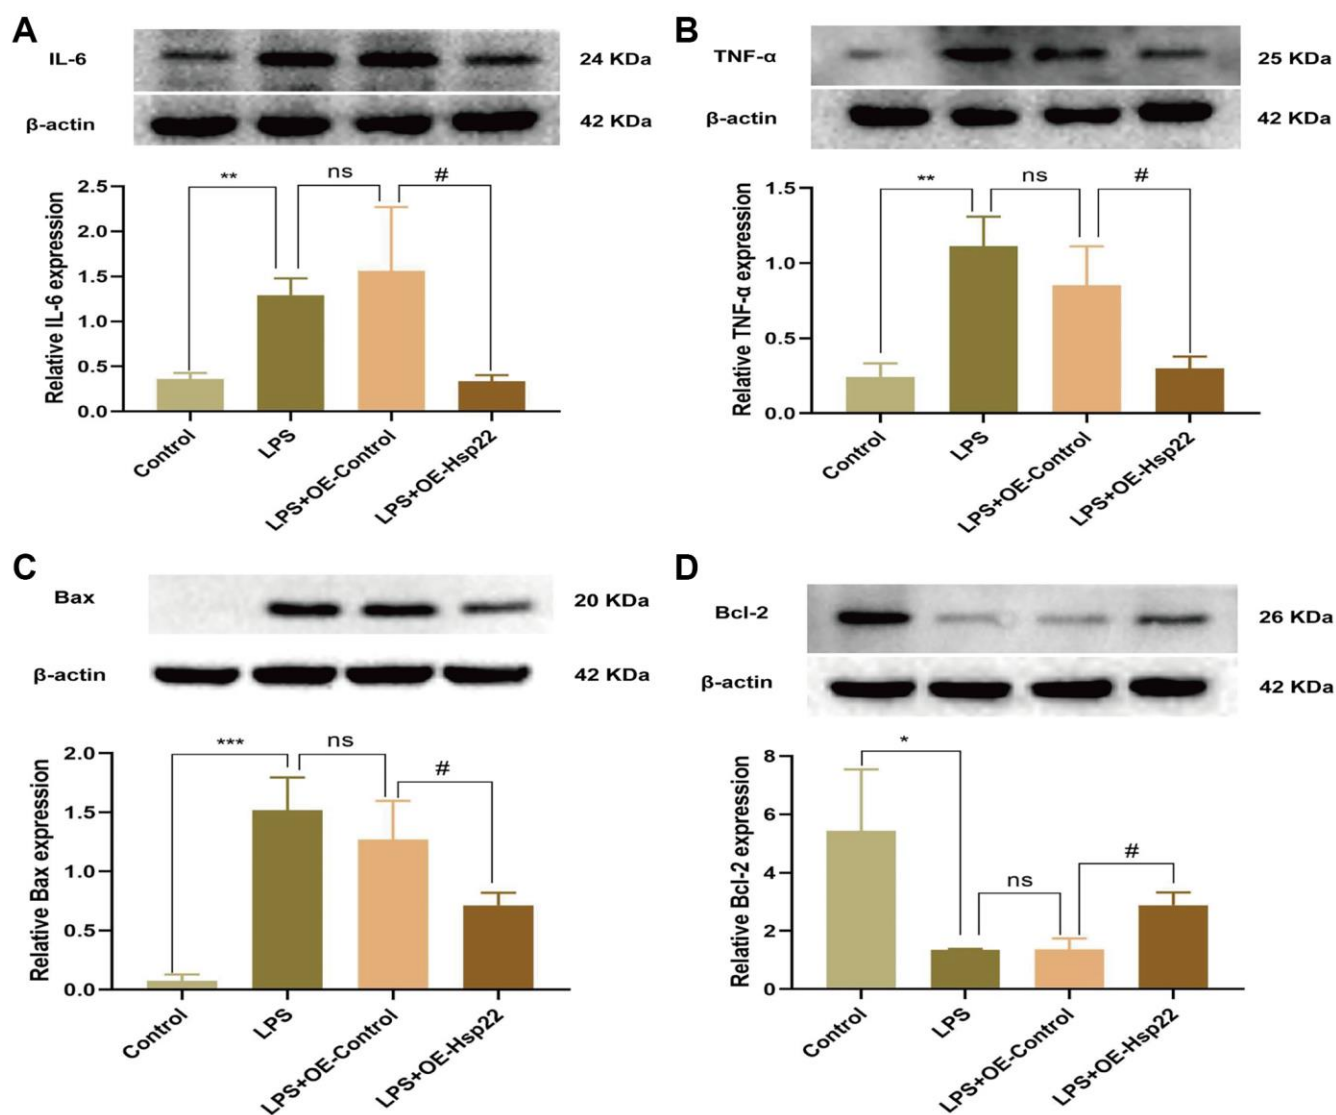 A
IL-6
24 KDa
β-actin
42 KDa
** ns #
Relative IL-6 expression
2.5
2.0
1.5
1.0
0.5
0.0
Control
LPS
LPS+OE-Control
LPS+OE-Hsp22
B
TNF-α
25 KDa
β-actin
42 KDa
** ns #
Relative TNF-α expression
1.5
1.0
0.5
0.0
Control
LPS
LPS+OE-Control
LPS+OE-Hsp22
C
Bax
20 KDa
β-actin
42 KDa
*** ns #
Relative Bax expression
2.0
1.5
1.0
0.5
0.0
Control
LPS
LPS+OE-Control
LPS+OE-Hsp22
D
Bcl-2
26 KDa
β-actin
42 KDa
* ns #
Relative Bcl-2 expression
8
6
4
2
0
Control
LPS
LPS+OE-Control
LPS+OE-Hsp22